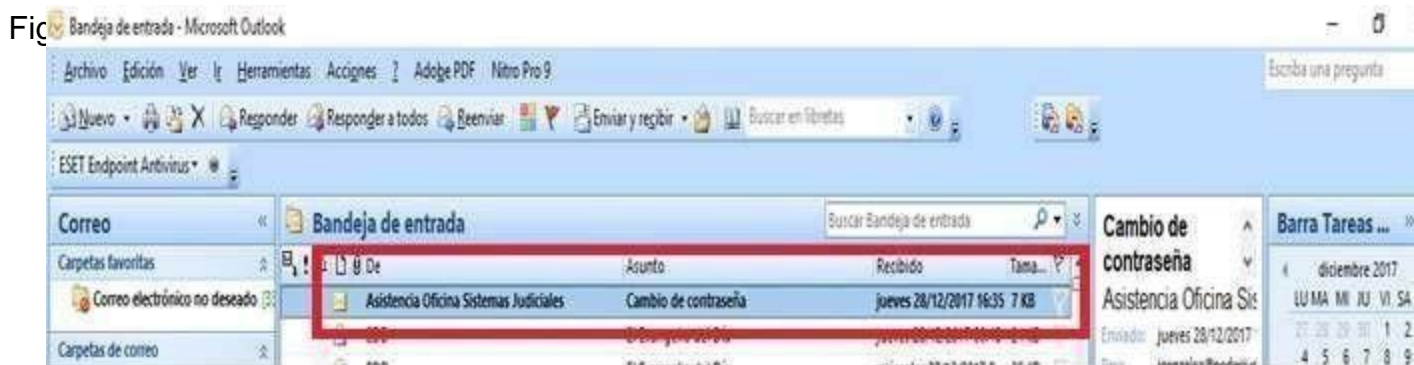 Fig
Bandeja de entrada - Microsoft Outlook
Archivo Edición Ver Ir Herramientas Acciones ? Adobe PDF Nitro Pro 9
Escriba una pregunta
Nuevo Responder Responder a todos Reenviar Enviar y recibir Buscar en libretas
ESET Endpoint Antivirus
Correo « Bandeja de entrada Buscar Bandeja de entrada
Cambio de contraseña
Barra Tareas ... »
Carpetas favoritas
De Asunto Recibido Tama...
diciembre 2017
Correo electrónico no deseado
Asistencia Oficina Sistemas Judiciales Cambio de contraseña jueves 28/12/2017 16:35 7 KB
Asistencia Oficina Sis
LU MA MI JU VI SA
Enviado: jueves 28/12/2017
27 28 29 30 1 2
Carpetas de correo
4 5 6 7 8 9